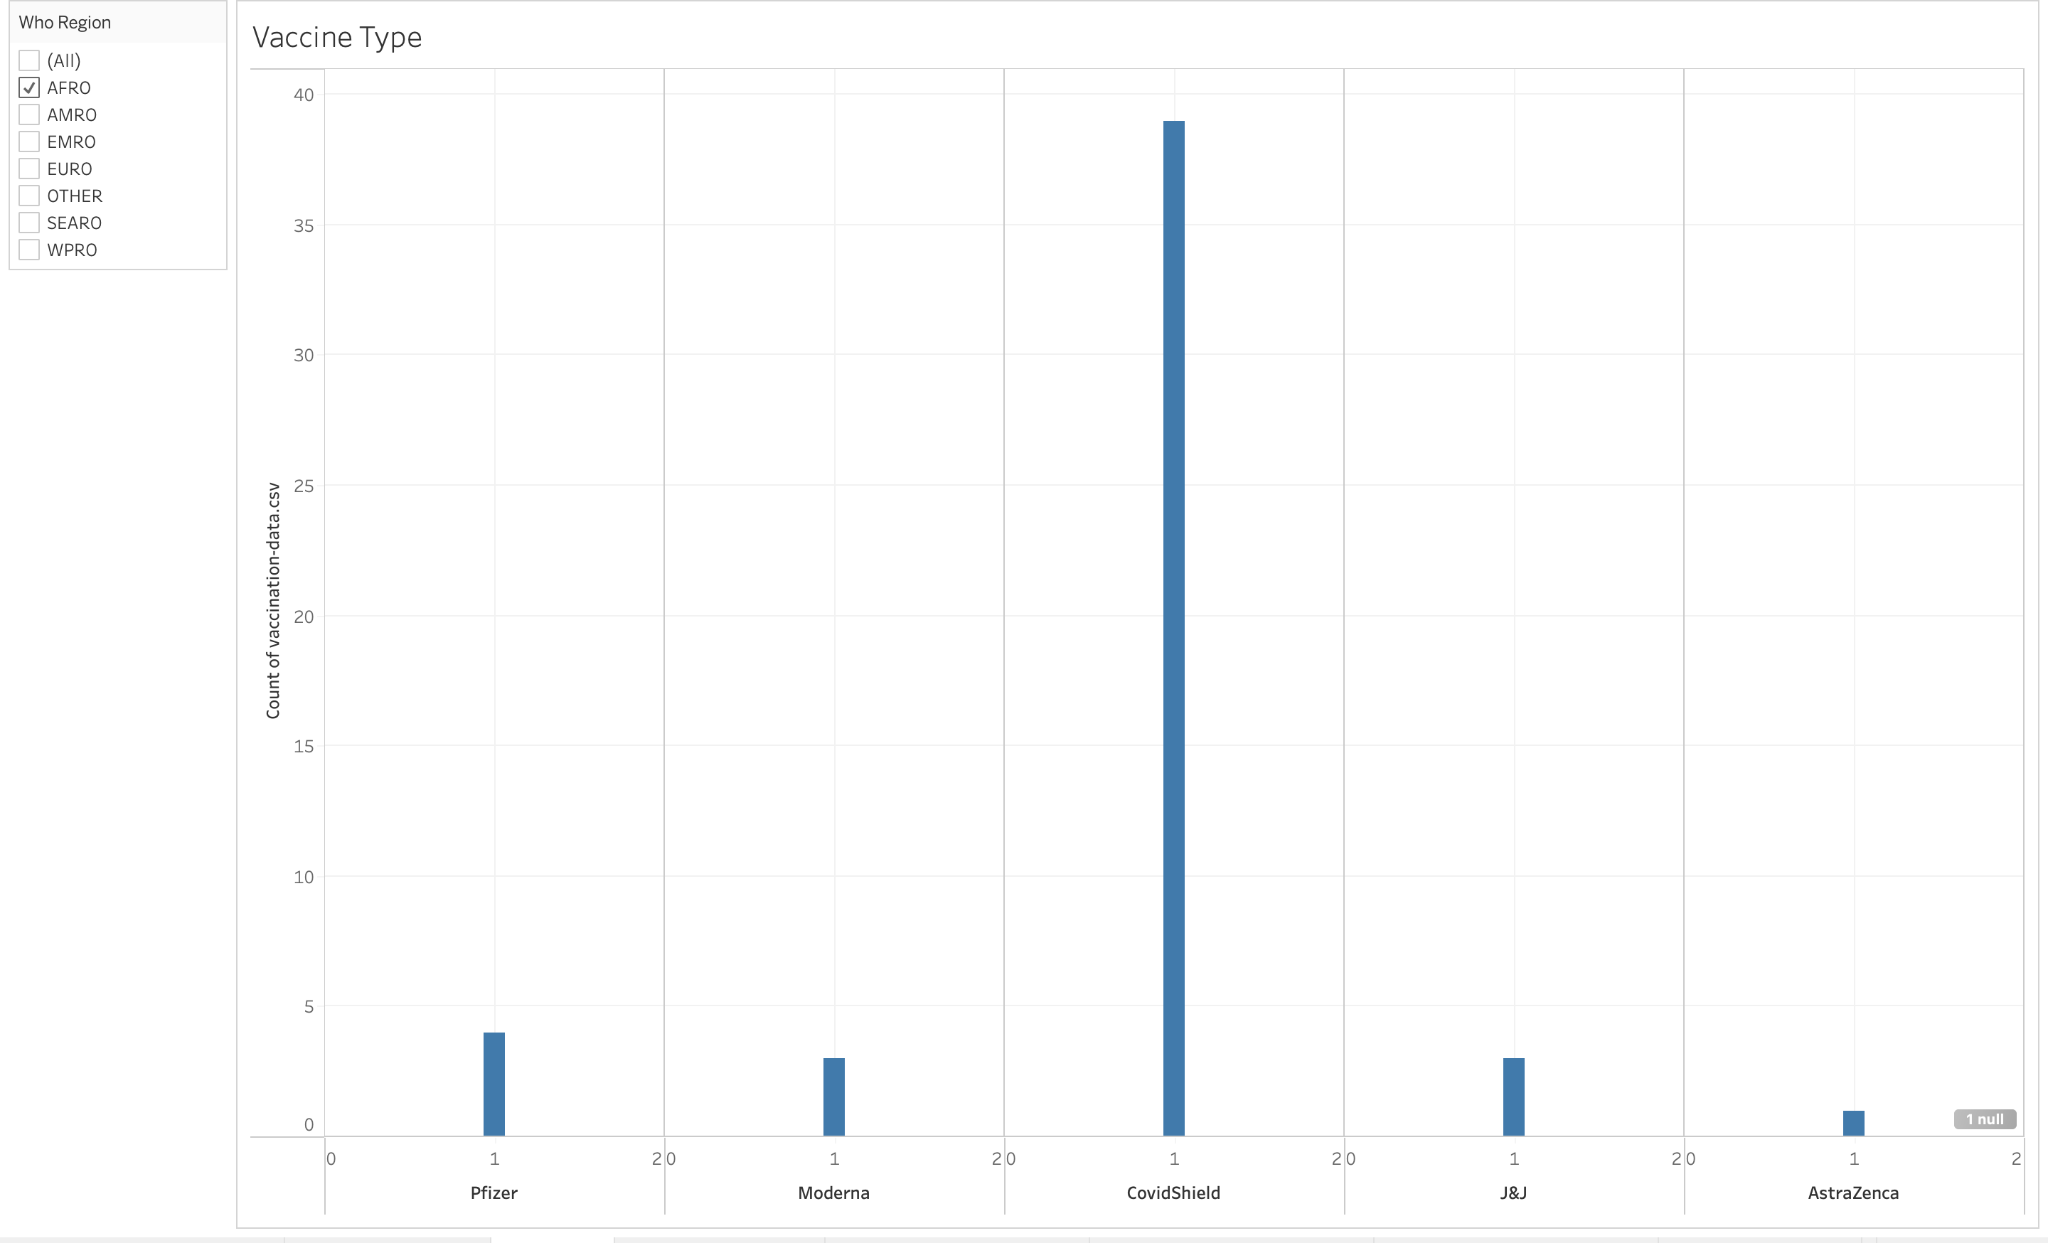 Who Region
(All)
AFRO
AMRO
EMRO
EURO
OTHER
SEARO
WPRO
Vaccine Type
Count of vaccination-data.csv
40
35
30
25
20
15
10
5
0
1 null
0 1 2 0 1 2 0 1 2 0 1 2 0 1 2
Pfizer Moderna CovidShield J&J AstraZenca